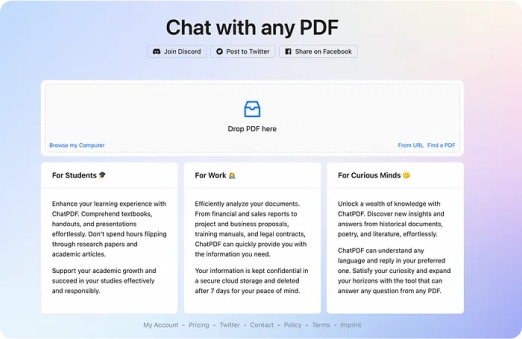 Chat with any PDF
Join Discord
Post to Twitter
Share on Facebook
Drop PDF here
Browse my Computer
From URL Find a PDF
For Students 🎓
Enhance your learning experience with
ChatPDF. Comprehend textbooks,
handouts, and presentations
effortlessly. Don't spend hours flipping
through research papers and
academic articles.
Support your academic growth and
succeed in your studies effectively
and responsibly.
For Work
Efficiently analyze your documents.
From financial and sales reports to
project and business proposals,
training manuals, and legal contracts,
ChatPDF can quickly provide you with
the information you need.
Your information is kept confidential in
a secure cloud storage and deleted
after 7 days for your peace of mind.
For Curious Minds
Unlock a wealth of knowledge with
ChatPDF. Discover new insights and
answers from historical documents,
poetry, and literature, effortlessly.
ChatPDF can understand any
language and reply in your preferred
one. Satisfy your curiosity and expand
your horizons with the tool that can
answer any question from any PDF.
My Account - Pricing - Twitter - Contact - Policy - Terms - Imprint